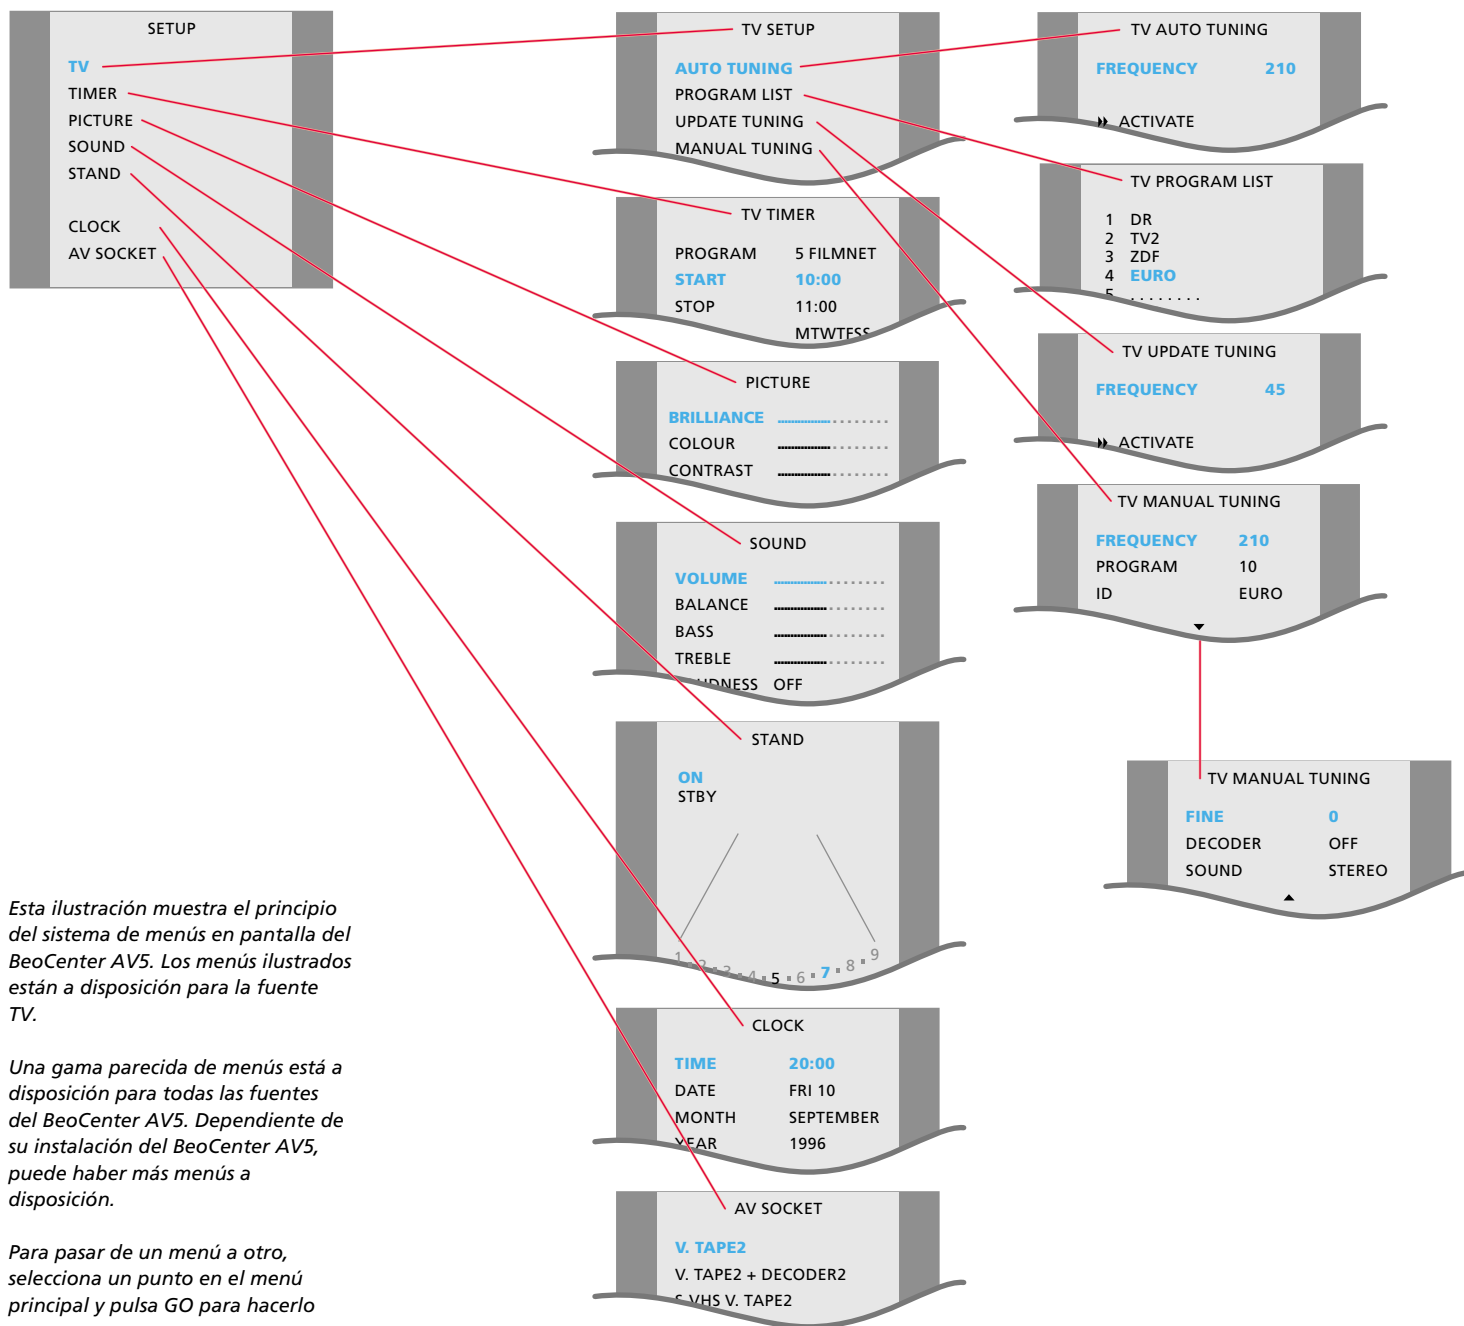 SETUP
TV
TIMER
PICTURE
SOUND
STAND
CLOCK
AV SOCKET
TV SETUP
AUTO TUNING
PROGRAM LIST
UPDATE TUNING
MANUAL TUNING
TV TIMER
PROGRAM 5 FILMNET
START 10:00
STOP 11:00
MTWTFSS
PICTURE
BRILLIANCE
COLOUR
CONTRAST
SOUND
VOLUME
BALANCE
BASS
TREBLE
LOUDNESS OFF
STAND
ON
STBY
1 2 3 4 5 6 7 8 9
CLOCK
TIME 20:00
DATE FRI 10
MONTH SEPTEMBER
YEAR 1996
AV SOCKET
V. TAPE2
V. TAPE2 + DECODER2
S-VHS V. TAPE2
TV AUTO TUNING
FREQUENCY 210
ACTIVATE
TV PROGRAM LIST
1 DR
2 TV2
3 ZDF
4 EURO
5 . . . . . . . .
TV UPDATE TUNING
FREQUENCY 45
ACTIVATE
TV MANUAL TUNING
FREQUENCY 210
PROGRAM 10
ID EURO
TV MANUAL TUNING
FINE 0
DECODER OFF
SOUND STEREO
Esta ilustración muestra el principio
del sistema de menús en pantalla del
BeoCenter AV5. Los menús ilustrados
están a disposición para la fuente
TV.
Una gama parecida de menús está a
disposición para todas las fuentes
del BeoCenter AV5. Dependiente de
su instalación del BeoCenter AV5,
puede haber más menús a
disposición.
Para pasar de un menú a otro,
selecciona un punto en el menú
principal y pulsa GO para hacerlo